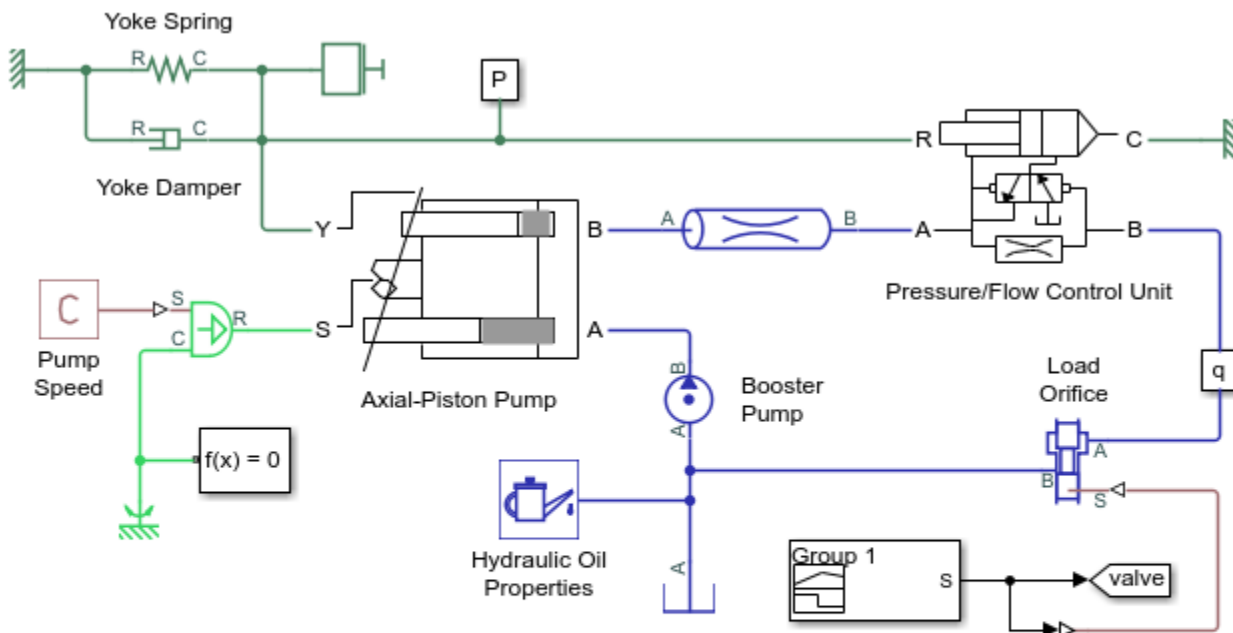 Yoke Spring
R
C
P
R
C
R
C
Yoke Damper
Y
B
A
B
A
B
Pressure/Flow Control Unit
C
S
R
S
A
Pump
Speed
C
Axial-Piston Pump
B
Booster
Pump
A
Load
Orifice
q
f(x) = 0
A
B
S
Hydraulic Oil
Properties
A
Group 1
S
valve